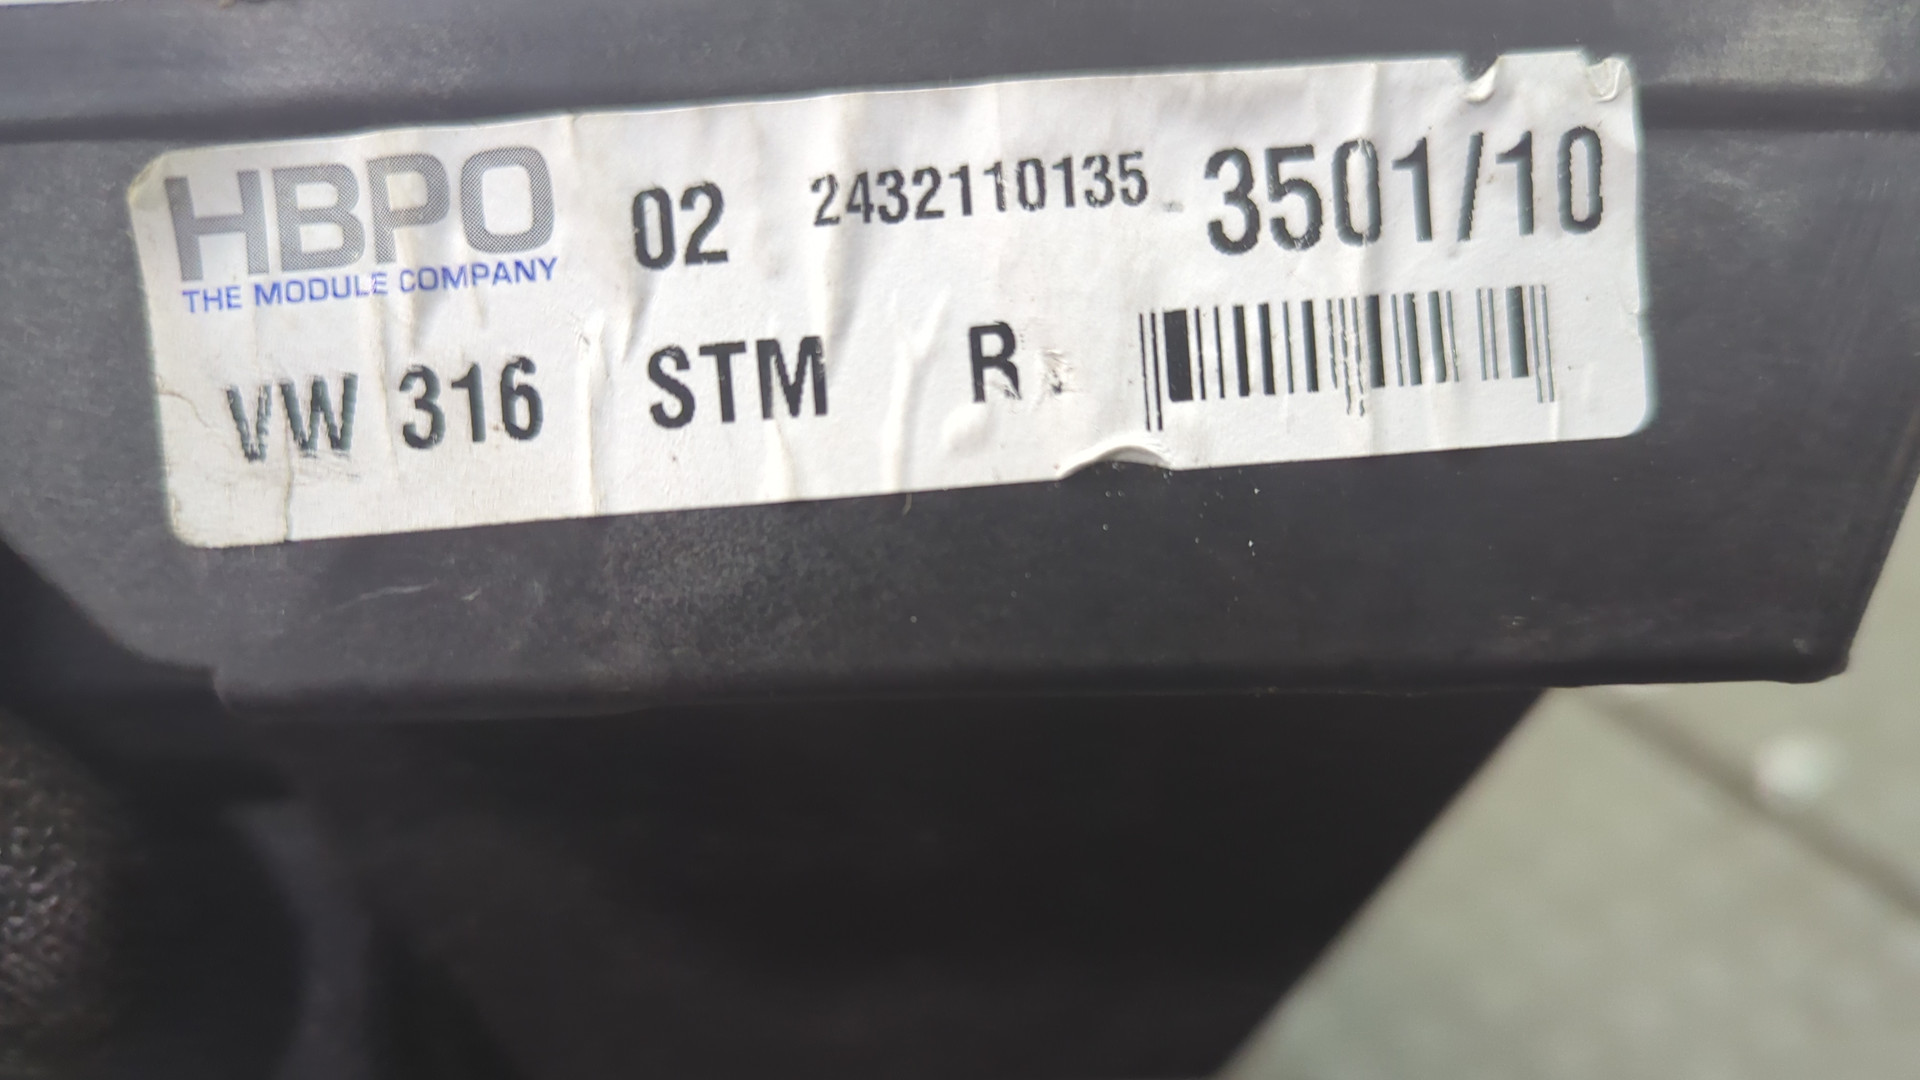 HBPO 02 2432110135 3501/10
THE MODULE COMPANY
VW 316 STM R